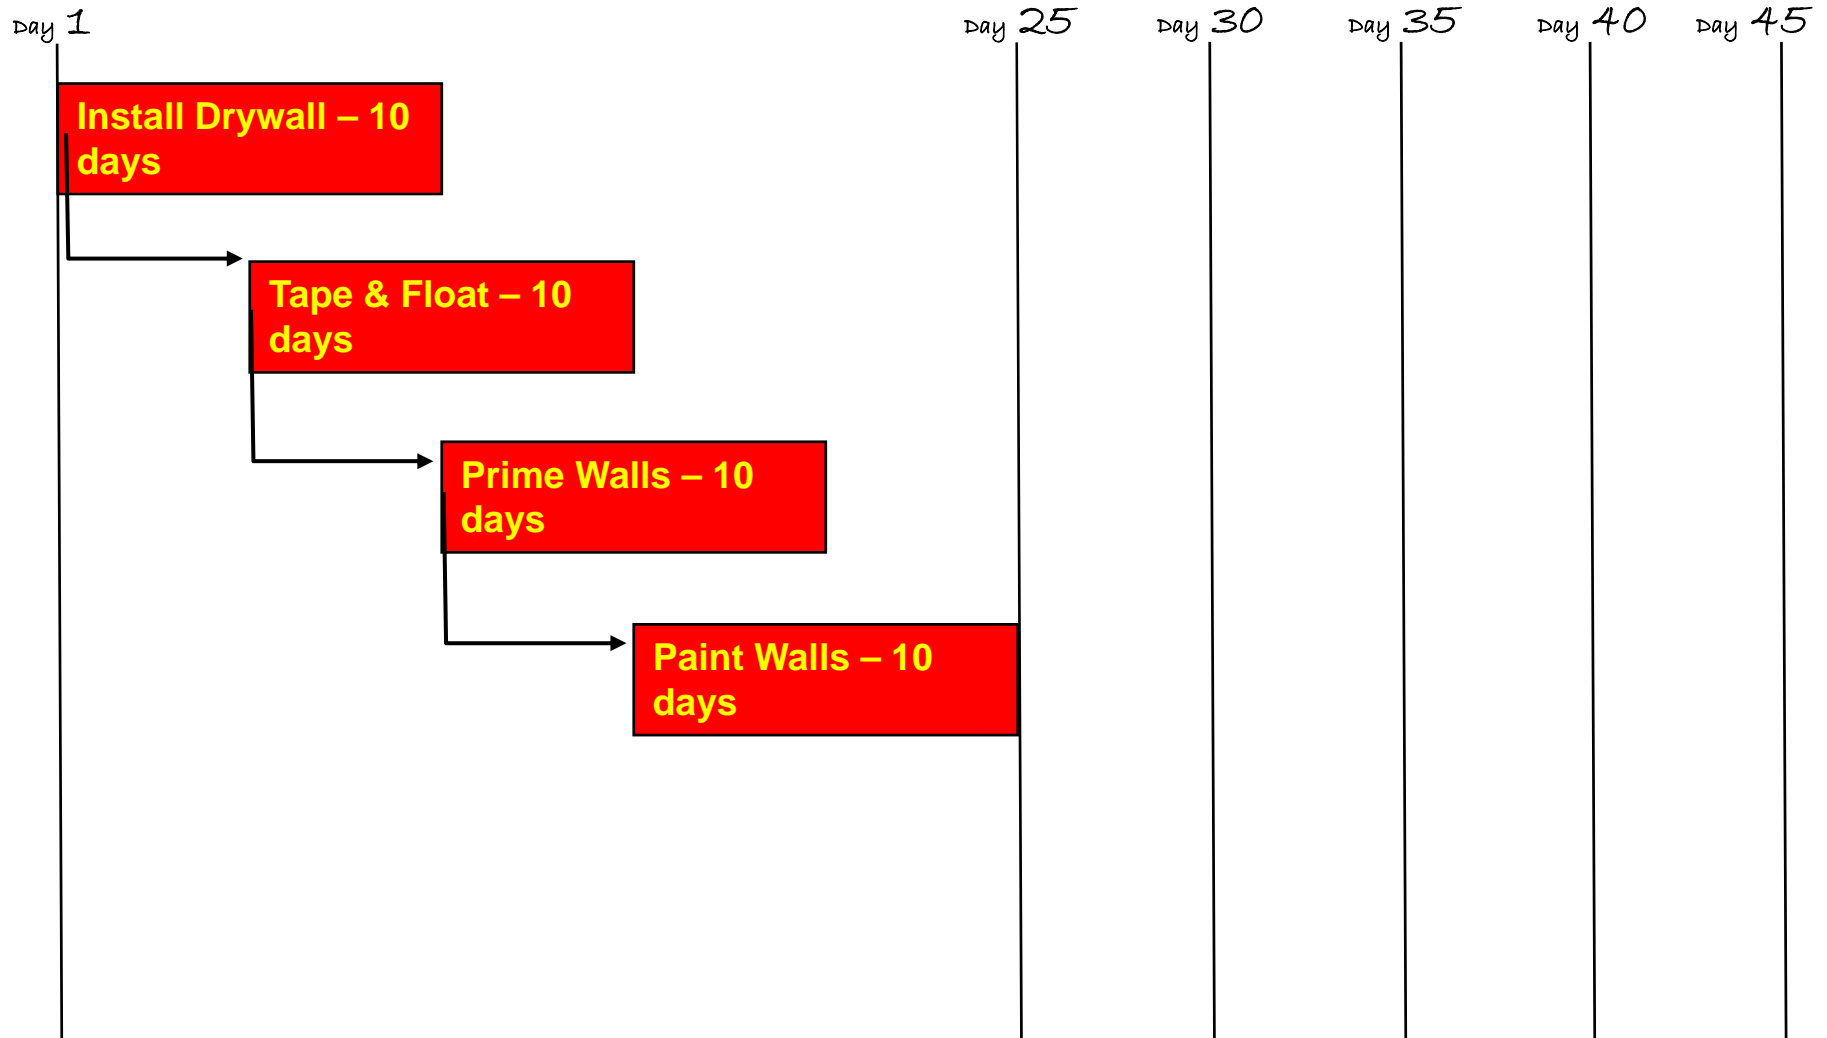 Day 1 Day 25 Day 30 Day 35 Day 40 Day 45
Install Drywall – 10
days
Tape & Float – 10
days
Prime Walls – 10
days
Paint Walls – 10
days